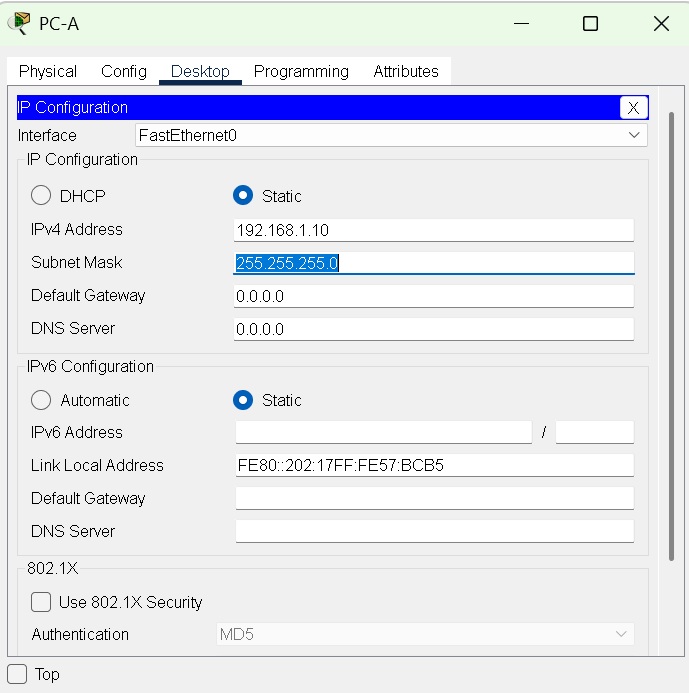 PC-A
Physical Config Desktop Programming Attributes
IP Configuration X
Interface FastEthernet0
IP Configuration
DHCP Static
IPv4 Address 192.168.1.10
Subnet Mask 255.255.255.0
Default Gateway 0.0.0.0
DNS Server 0.0.0.0
IPv6 Configuration
Automatic Static
IPv6 Address /
Link Local Address FE80::202:17FF:FE57:BCB5
Default Gateway
DNS Server
802.1X
Use 802.1X Security
Authentication MD5
Top